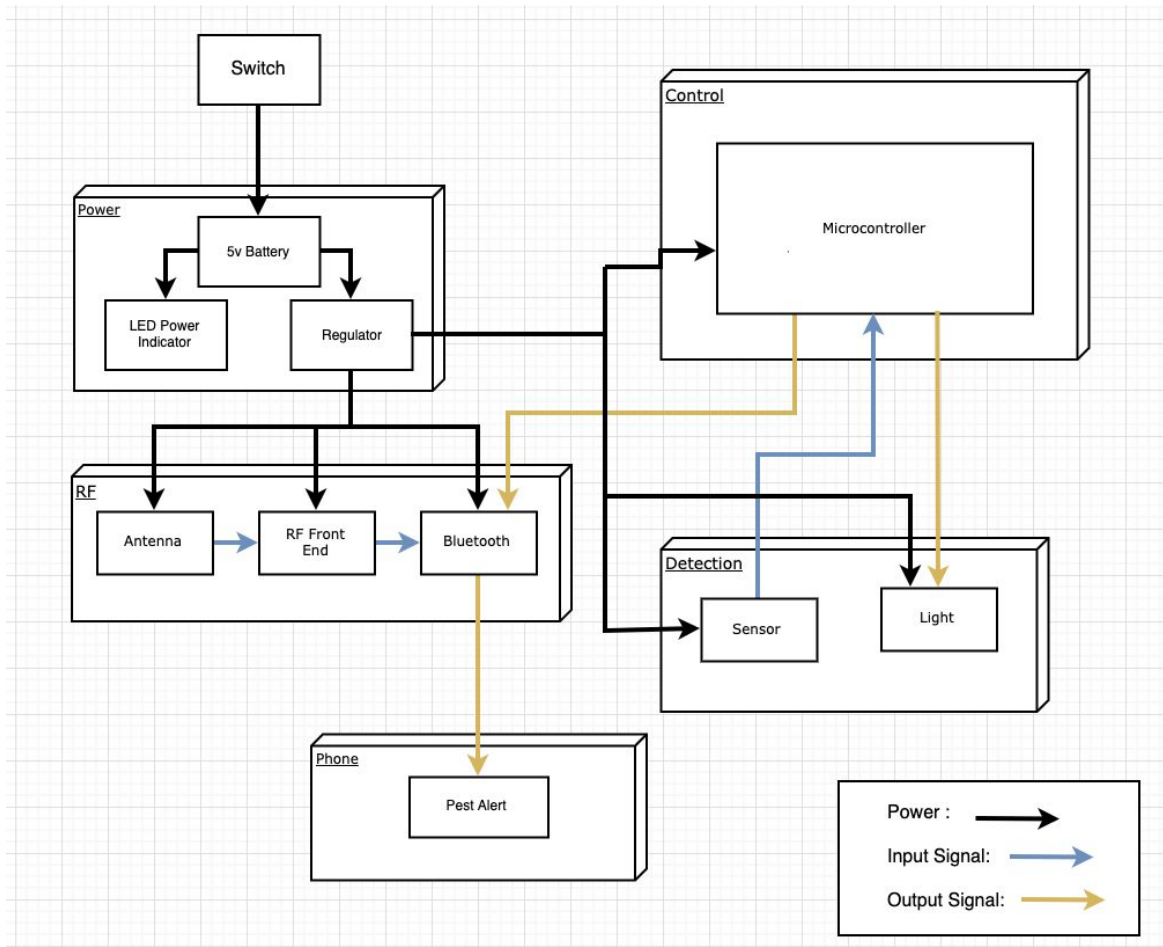 Switch
Control
Power
Microcontroller
5v Battery
LED Power
Indicator
Regulator
RF
Antenna
RF Front
End
Bluetooth
Detection
Sensor
Light
Phone
Pest Alert
Power :
Input Signal:
Output Signal: